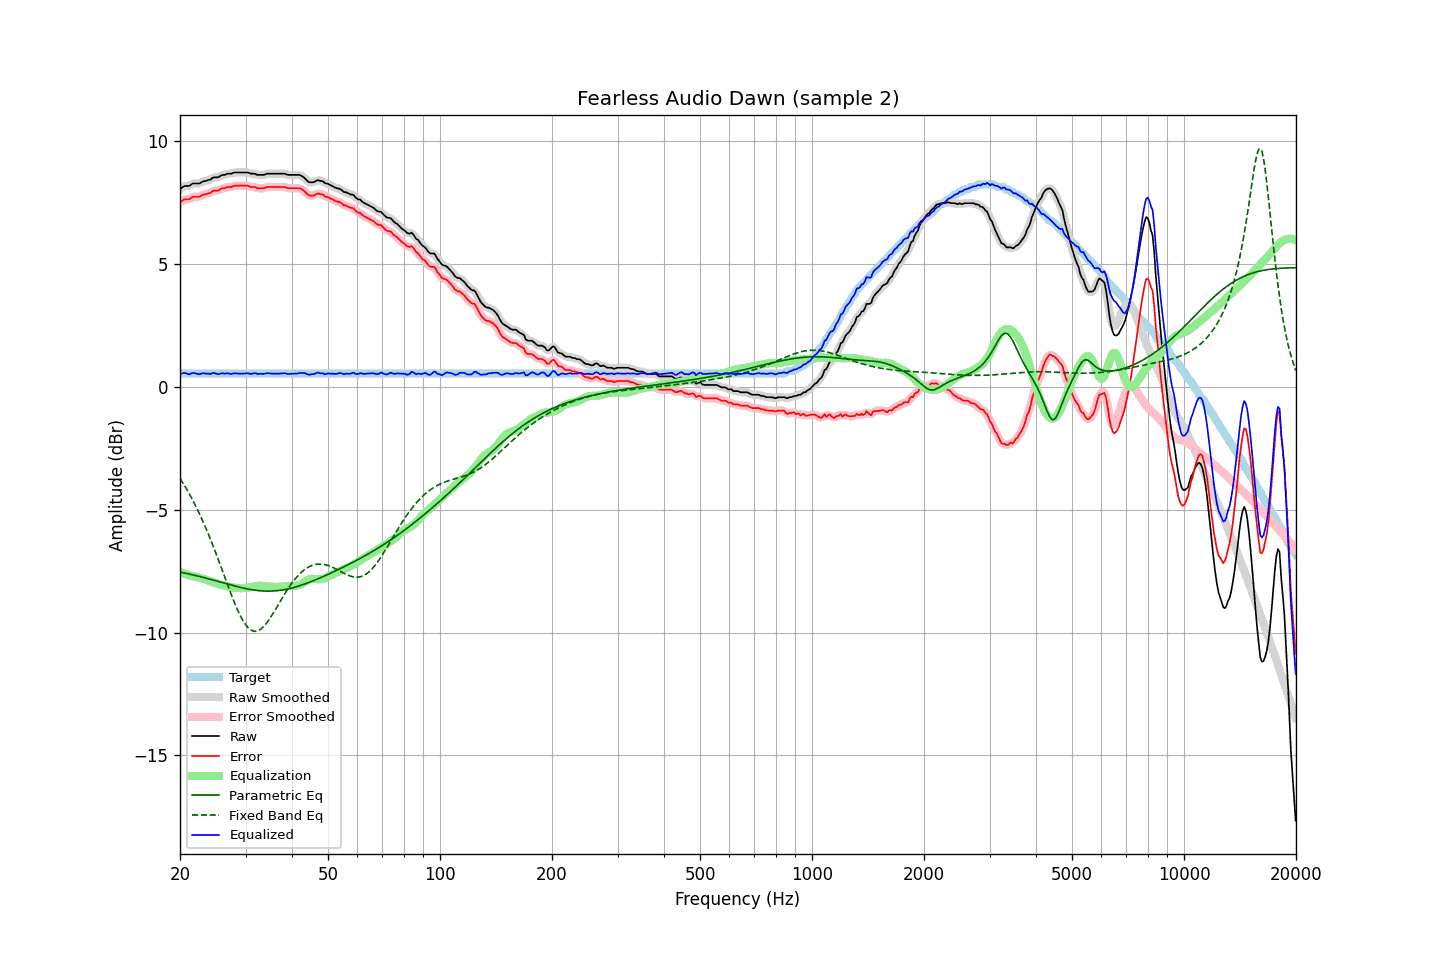 Fearless Audio Dawn (sample 2)
10
5
0
−5
−10
−15
Amplitude (dBr)
Target
Raw Smoothed
Error Smoothed
Raw
Error
Equalization
Parametric Eq
Fixed Band Eq
Equalized
20 50 100 200 500 1000 2000 5000 10000 20000
Frequency (Hz)